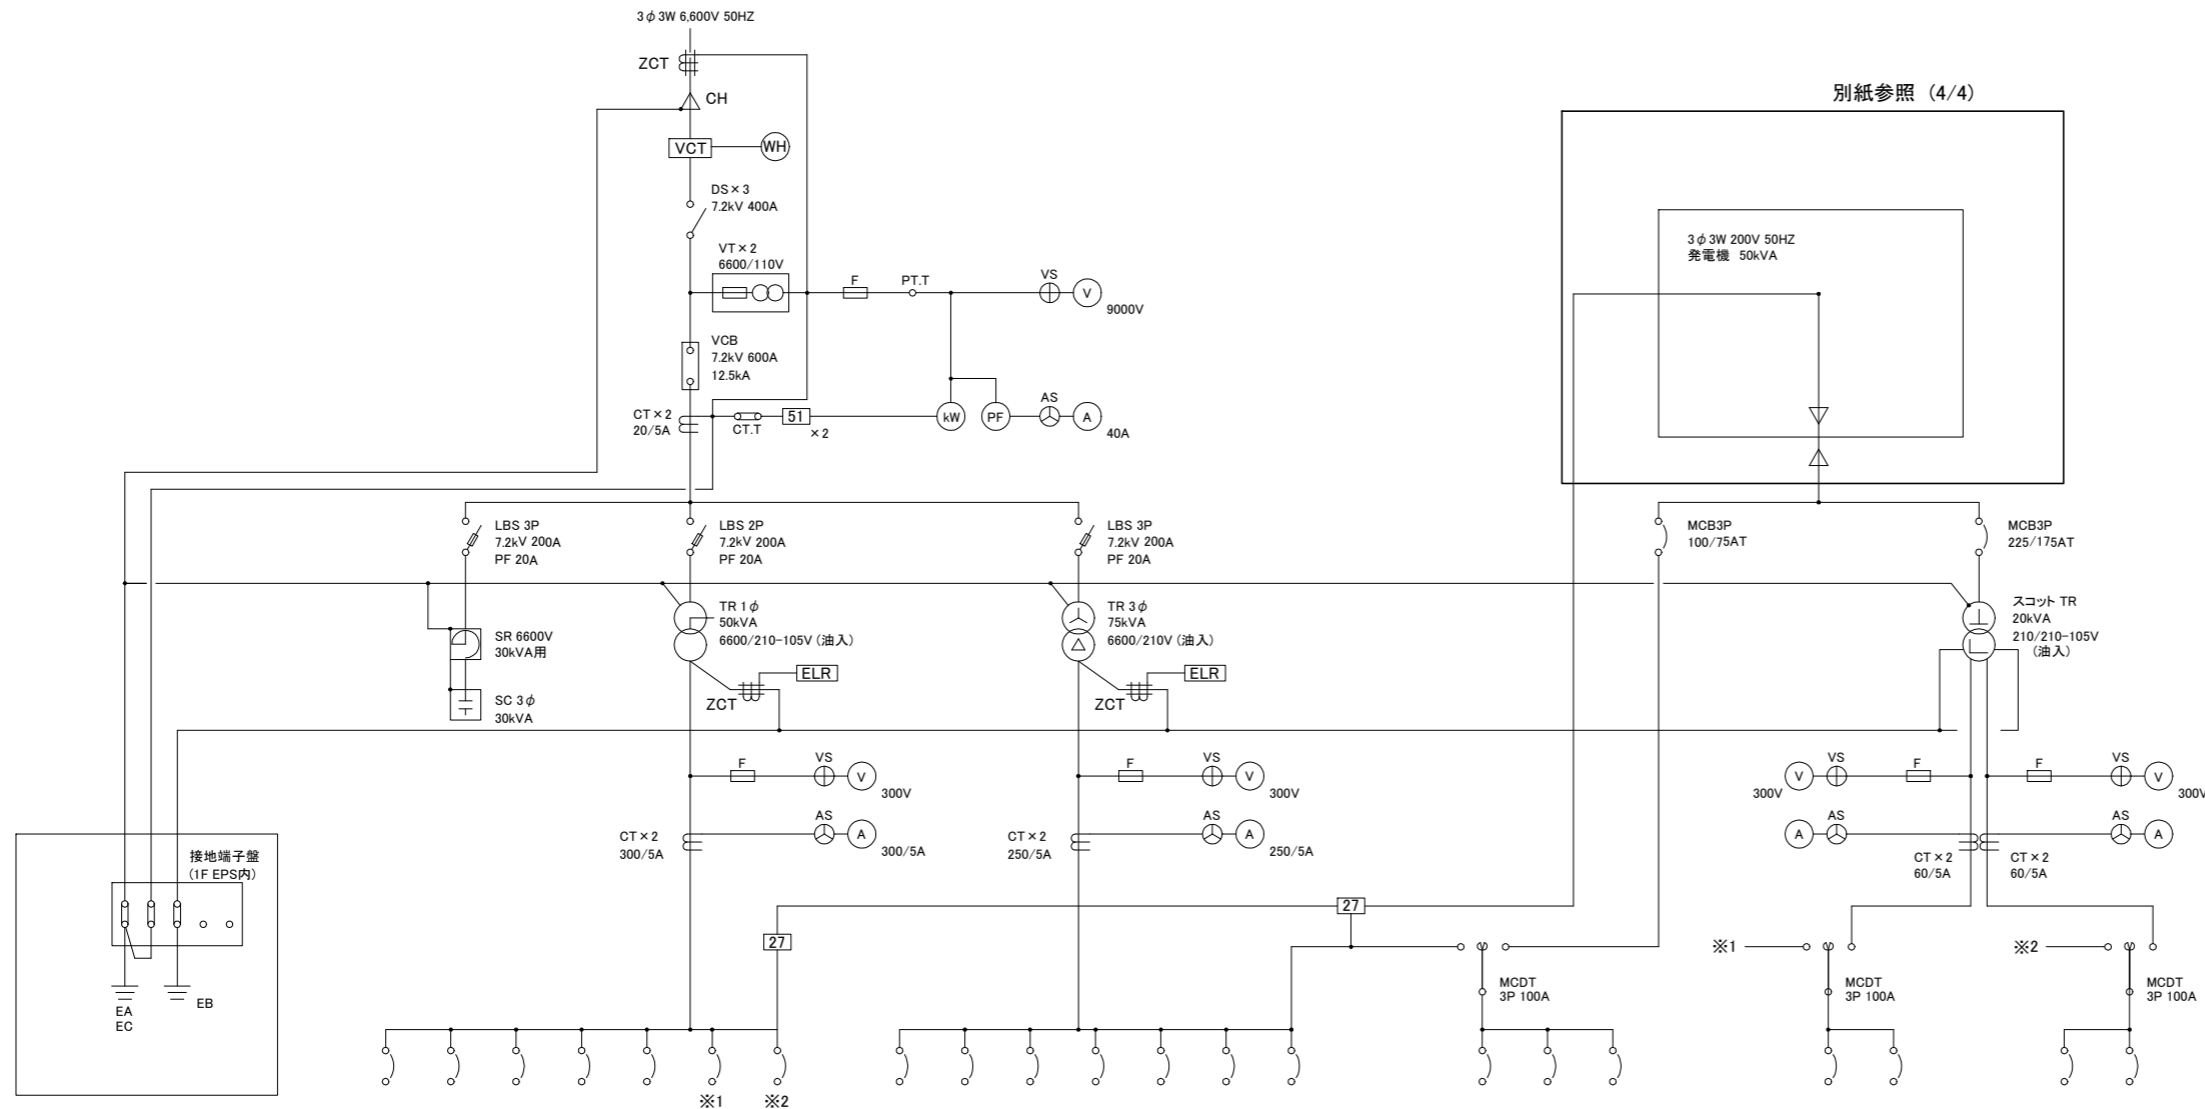 3φ3W 6,600V 50HZ
ZCT
CH
VCT
WH
DS×3
7.2kV 400A
VT×2
6600/110V
F
PT.T
VS
V
9000V
VCB
7.2kV 600A
12.5kA
CT×2
20/5A
CT.T
51
×2
kW
PF
AS
A
40A
別紙参照 (4/4)
3φ3W 200V 50HZ
発電機 50kVA
LBS 3P
7.2kV 200A
PF 20A
LBS 2P
7.2kV 200A
PF 20A
LBS 3P
7.2kV 200A
PF 20A
MCB3P
100/75AT
MCB3P
225/175AT
SR 6600V
30kVA用
SC 3φ
30kVA
TR 1φ
50kVA
6600/210-105V (油入)
ELR
ZCT
TR 3φ
75kVA
6600/210V (油入)
ELR
ZCT
スコット TR
20kVA
210/210-105V
(油入)
F
VS
V
300V
CT×2
300/5A
AS
A
300/5A
F
VS
V
300V
CT×2
250/5A
AS
A
250/5A
V
VS
F
300V
F
VS
V
300V
A
AS
CT×2
60/5A
CT×2
60/5A
AS
A
接地端子盤
(1F EPS内)
EA
EC
EB
27
27
MCDT
3P 100A
※1
MCDT
3P 100A
※2
MCDT
3P 100A
※1
※2